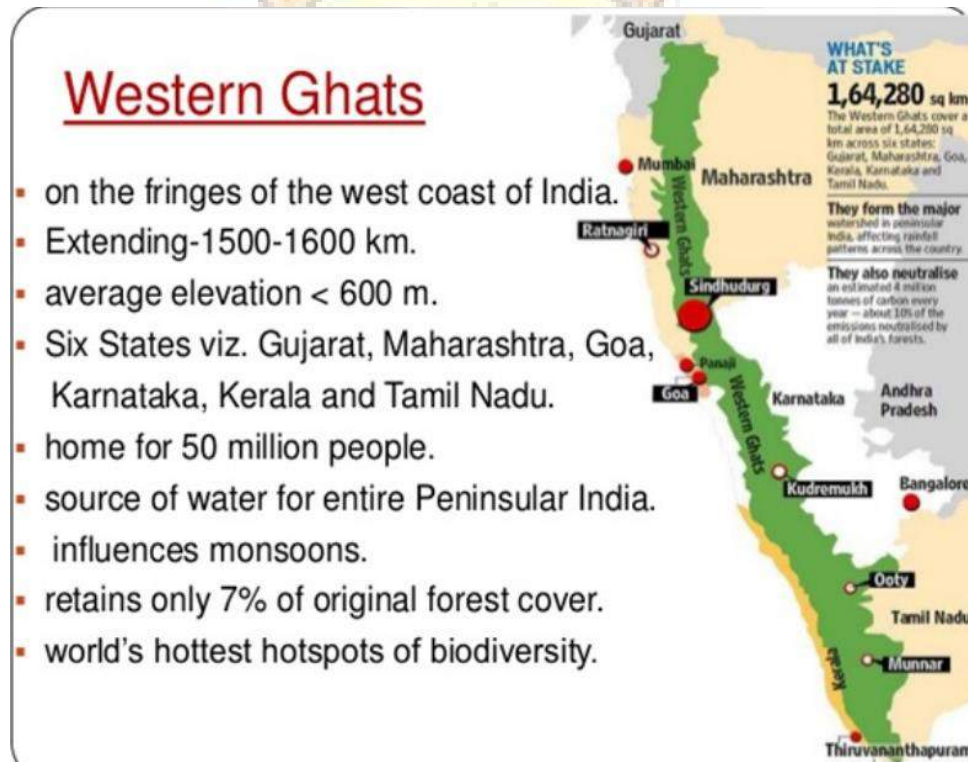 Western Ghats
▪ on the fringes of the west coast of India.
▪ Extending-1500-1600 km.
▪ average elevation < 600 m.
▪ Six States viz. Gujarat, Maharashtra, Goa,
Karnataka, Kerala and Tamil Nadu.
▪ home for 50 million people.
▪ source of water for entire Peninsular India.
▪ influences monsoons.
▪ retains only 7% of original forest cover.
▪ world's hottest hotspots of biodiversity.
Gujarat
Mumbai
Maharashtra
Western Ghats
Ratnagiri
Sindhudurg
Panaji
Goa
Western Ghats
Karnataka
Andhra
Pradesh
Kudremukh
Bangalore
Ooty
Tamil Nadu
Munnar
Kerala
Thiruvananthapuram
WHAT'S
AT STAKE
1,64,280 sq km
The Western Ghats cover a
total area of 1,64,280 sq
km across six states:
Gujarat, Maharashtra, Goa,
Kerala, Karnataka and
Tamil Nadu.
They form the major
watershed in peninsular
India, affecting rainfall
patterns across the country
They also neutralise
an estimated 4 million
tonnes of carbon every
year — about 10% of the
emissions neutralised by
all of India's forests.